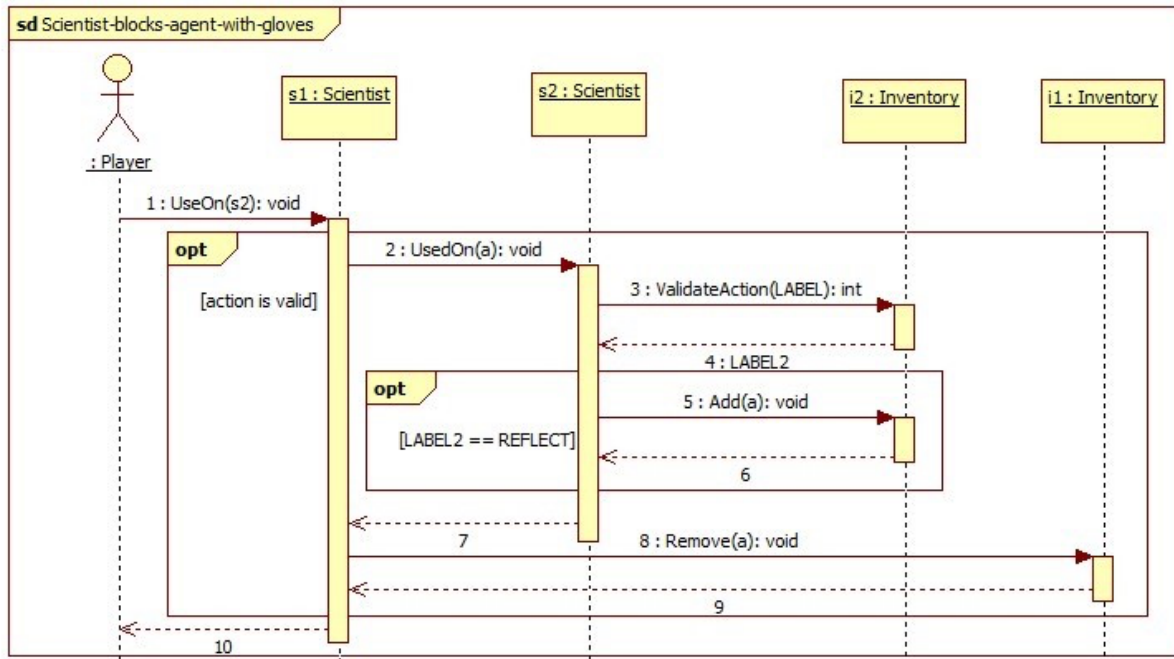 sd Scientist-blocks-agent-with-gloves
s1 : Scientist
s2 : Scientist
i2 : Inventory
i1 : Inventory
: Player
1 : UseOn(s2): void
opt
2 : UsedOn(a): void
[action is valid]
3 : ValidateAction(LABEL): int
4 : LABEL2
opt
5 : Add(a): void
[LABEL2 == REFLECT]
6
7
8 : Remove(a): void
9
10